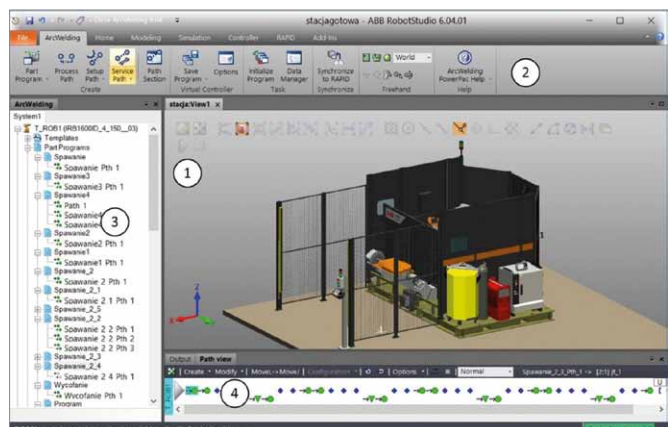 stacjagotowa - ABB RobotStudio 6.04.01
File ArcWelding Home Modeling Simulation Controller RAPID Add-Ins
Part Program Process Path Setup Path Service Path Path Section
Save Program Options Initialize Program Data Manager Synchronize to RAPID World ArcWelding PowerPac Help
Create Virtual Controller Task Synchronize Freehand Help
2
ArcWelding
stacja:View1
System1
T_ROB1 (IRB1600ID_4_150__03)
Templates
Part Programs
Spawanie
Spawanie Pth 1
Spawanie3
Spawanie3 Pth 1
Spawanie4
Path 1
Spawanie4
3
Spawanie2
Spawanie2 Pth 1
Spawanie1
Spawanie1 Pth 1
Spawanie_2
Spawanie 2 Pth 1
Spawanie_2_1
Spawanie 2 1 Pth 1
Spawanie_2_5
Spawanie_2_2
Spawanie 2 2 Pth 1
Spawanie 2 2 Pth 2
Spawanie 2 2 Pth 3
Spawanie_2_3
Spawanie_2_4
Spawanie 2 4 Pth 1
Wycofanie
Wycofanie Pth 1
Program
1
Z
X
Output Path view
Create Modify MoveL->MoveJ Configuration Options Normal Spawanie_2_3_Pth_1 -> [2:1] jt_1
4